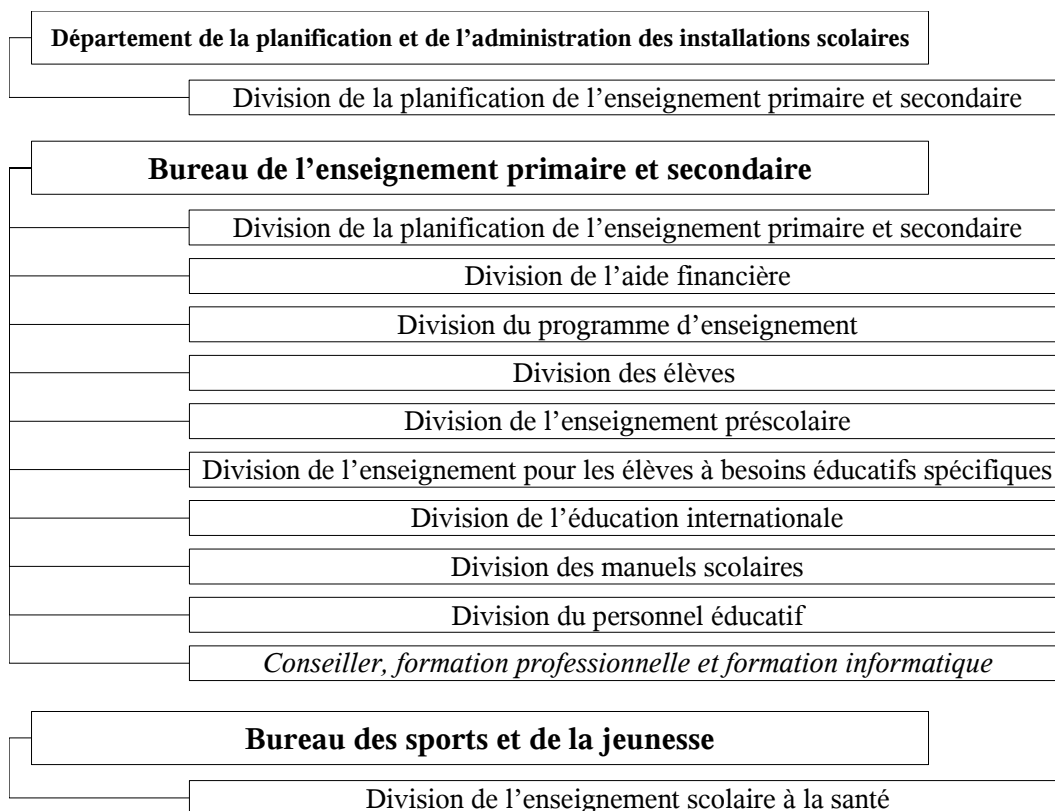 Département de la planification et de l’administration des installations scolaires
Division de la planification de l’enseignement primaire et secondaire
Bureau de l’enseignement primaire et secondaire
Division de la planification de l’enseignement primaire et secondaire
Division de l’aide financière
Division du programme d’enseignement
Division des élèves
Division de l’enseignement préscolaire
Division de l’enseignement pour les élèves à besoins éducatifs spécifiques
Division de l’éducation internationale
Division des manuels scolaires
Division du personnel éducatif
Conseiller, formation professionnelle et formation informatique
Bureau des sports et de la jeunesse
Division de l’enseignement scolaire à la santé